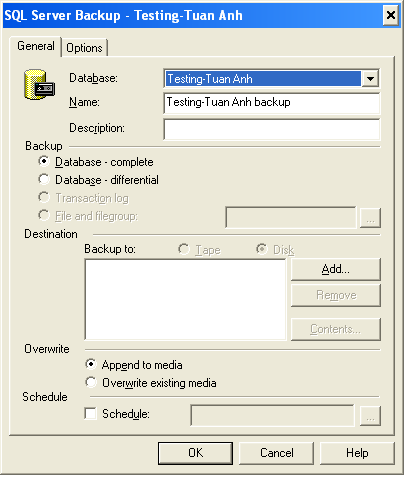 SQL Server Backup - Testing-Tuan Anh
General Options
Database: Testing-Tuan Anh
Name: Testing-Tuan Anh backup
Description:
Backup
Database - complete
Database - differential
Transaction log
File and filegroup: ...
Destination
Backup to: Tape Disk
Add...
Remove
Contents...
Overwrite
Append to media
Overwrite existing media
Schedule
Schedule: ...
OK Cancel Help